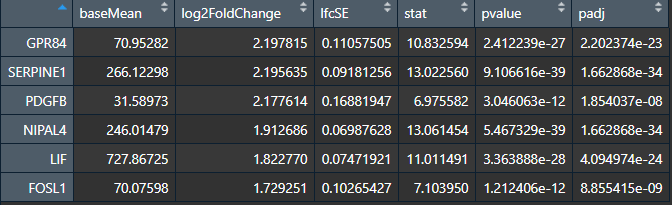 baseMean log2FoldChange lfcSE stat pvalue padj
GPR84 70.95282 2.197815 0.11057505 10.832594 2.412239e-27 2.202374e-23
SERPINE1 266.12298 2.195635 0.09181256 13.022560 9.106616e-39 1.662868e-34
PDGFB 31.58973 2.177614 0.16881947 6.975582 3.046063e-12 1.854037e-08
NIPAL4 246.01479 1.912686 0.06987628 13.061454 5.467329e-39 1.662868e-34
LIF 727.86725 1.822770 0.07471921 11.011491 3.363888e-28 4.094924e-24
FOSL1 70.07598 1.729251 0.10265427 7.103950 1.212406e-12 8.855415e-09